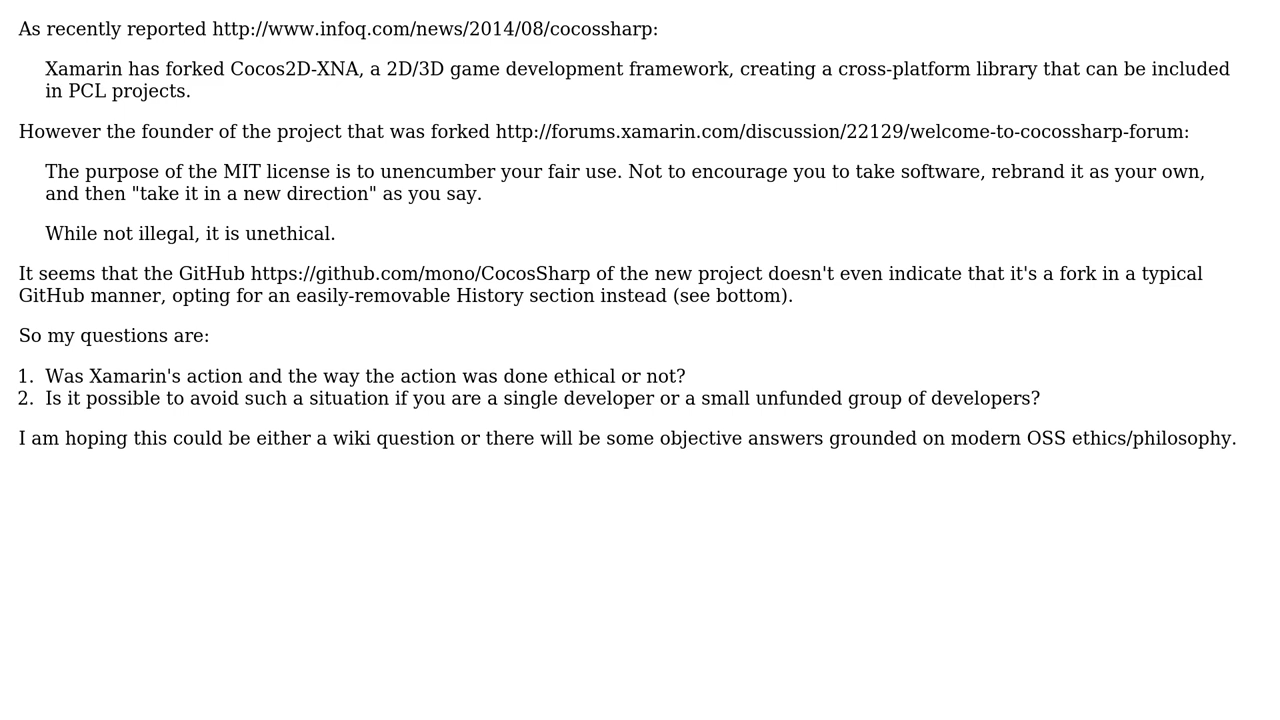 As recently reported http://www.infoq.com/news/2014/08/cocossharp:
Xamarin has forked Cocos2D-XNA, a 2D/3D game development framework, creating a cross-platform library that can be included
in PCL projects.
However the founder of the project that was forked http://forums.xamarin.com/discussion/22129/welcome-to-cocossharp-forum:
The purpose of the MIT license is to unencumber your fair use. Not to encourage you to take software, rebrand it as your own,
and then "take it in a new direction" as you say.
While not illegal, it is unethical.
It seems that the GitHub https://github.com/mono/CocosSharp of the new project doesn't even indicate that it's a fork in a typical
GitHub manner, opting for an easily-removable History section instead (see bottom).
So my questions are:
1. Was Xamarin's action and the way the action was done ethical or not?
2. Is it possible to avoid such a situation if you are a single developer or a small unfunded group of developers?
I am hoping this could be either a wiki question or there will be some objective answers grounded on modern OSS ethics/philosophy.